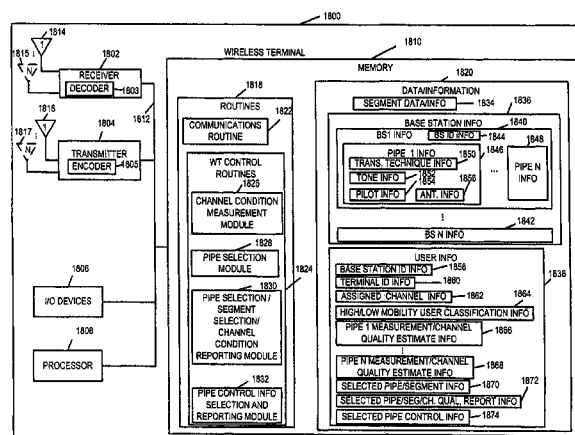 1800
1814
1815
1
N
1802
RECEIVER
DECODER
1803
1816
1817
1
N
1804
1812
TRANSMITTER
ENCODER
1805
1806
I/O DEVICES
1808
PROCESSOR
WIRELESS TERMINAL
1810
MEMORY
1818
ROUTINES
1822
COMMUNICATIONS
ROUTINE
WT CONTROL
ROUTINES
1825
CHANNEL CONDITION
MEASUREMENT
MODULE
1828
PIPE SELECTION
MODULE
1830
1824
PIPE SELECTION /
SEGMENT
SELECTION/
CHANNEL
CONDITION
REPORTING MODULE
1832
PIPE CONTROL INFO
SELECTION AND
REPORTING MODULE
1820
DATA/INFORMATION
SEGMENT DATA/INFO
1834
1836
BASE STATION INFO
1840
BS1 INFO
BS ID INFO
1844
1846
1848
PIPE 1 INFO
1850
TRANS. TECHNIQUE INFO
TONE INFO
1852
1854
1856
PILOT INFO
ANT. INFO
...
PIPE N
INFO
1842
BS N INFO
USER INFO
1838
BASE STATION ID INFO
1858
TERMINAL ID INFO
1860
ASSIGNED CHANNEL INFO
1862
1864
HIGH/LOW MOBILITY USER CLASSIFICATION INFO
PIPE 1 MEASUREMENT/CHANNEL
QUALITY ESTIMATE INFO
1866
PIPE N MEASUREMENT/CHANNEL
QUALITY ESTIMATE INFO
1868
SELECTED PIPE/SEGMENT INFO
1870
1872
SELECTED PIPE/SEG/CH. QUAL. REPORT INFO
SELECTED PIPE CONTROL INFO
1874